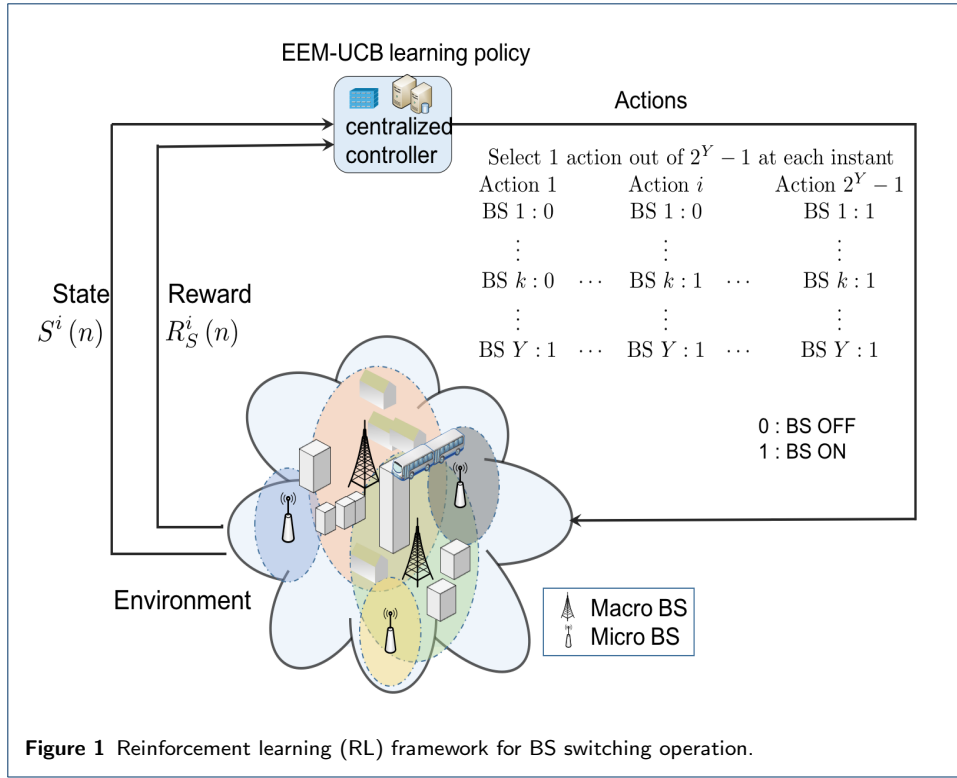 EEM-UCB learning policy
centralized
controller
Actions
Select 1 action out of $2^Y - 1$ at each instant
Action 1 Action $i$ Action $2^Y - 1$
BS 1 : 0 BS 1 : 0 BS 1 : 1
⋮ ⋮ ⋮
BS $k$ : 0 ⋯ BS $k$ : 1 ⋯ BS $k$ : 1
⋮ ⋮ ⋮
BS $Y$ : 1 ⋯ BS $Y$ : 1 ⋯ BS $Y$ : 1
State
$S^i(n)$
Reward
$R_S^i(n)$
0 : BS OFF
1 : BS ON
Environment
Macro BS
Micro BS
Figure 1 Reinforcement learning (RL) framework for BS switching operation.